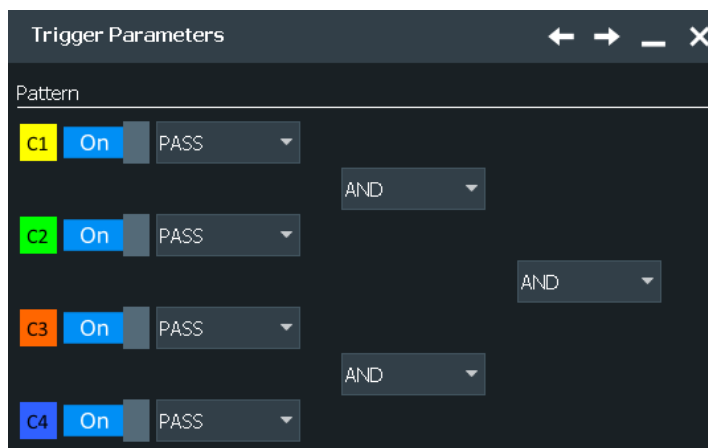 Trigger Parameters
Pattern
C1 On PASS
AND
C2 On PASS
AND
C3 On PASS
AND
C4 On PASS